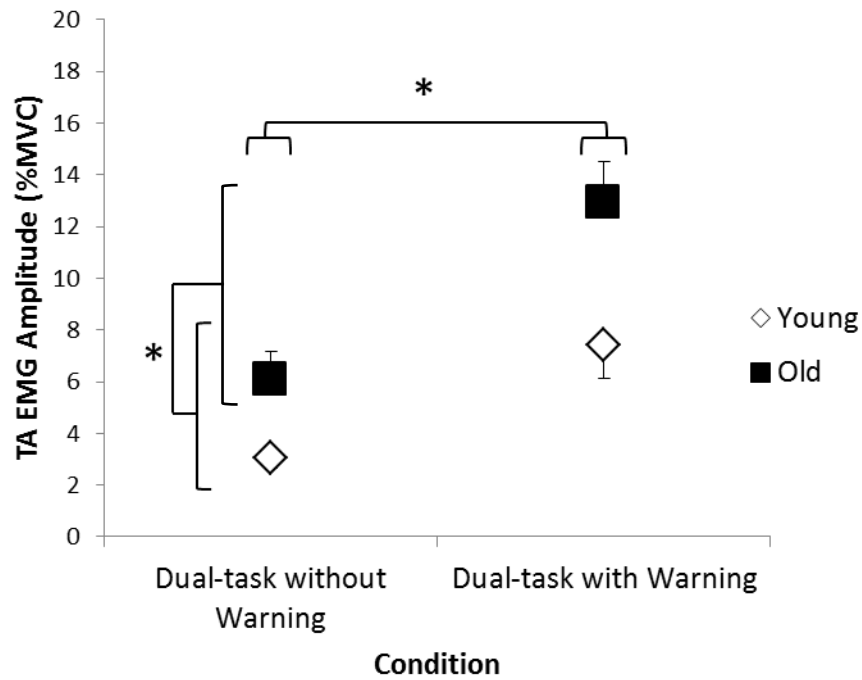 20
18
16
14
12
10
8
6
4
2
0
TA EMG Amplitude (%MVC)
*
*
Young
Old
Dual-task without
Warning
Dual-task with Warning
Condition